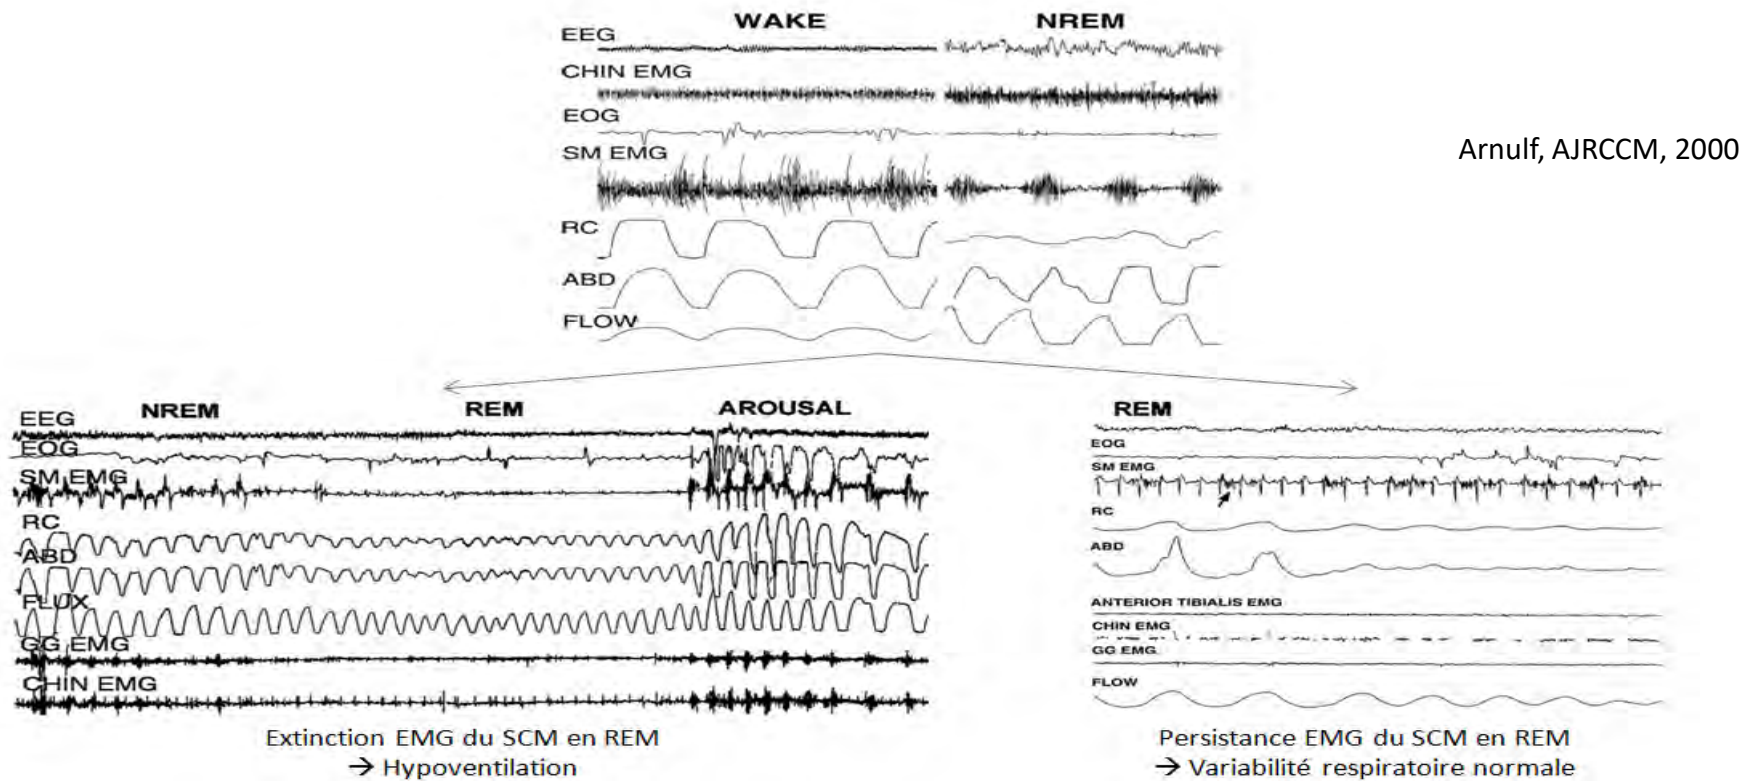 WAKE NREM
EEG
CHIN EMG
EOG
SM EMG
RC
ABD
FLOW
Arnulf, AJRCCM, 2000
NREM REM AROUSAL
EEG
EOG
SM EMG
RC
ABD
FLUX
GG EMG
CHIN EMG
Extinction EMG du SCM en REM
→ Hypoventilation
REM
EOG
SM EMG
RC
ABD
ANTERIOR TIBIALIS EMG
CHIN EMG
GG EMG
FLOW
Persistance EMG du SCM en REM
→ Variabilité respiratoire normale